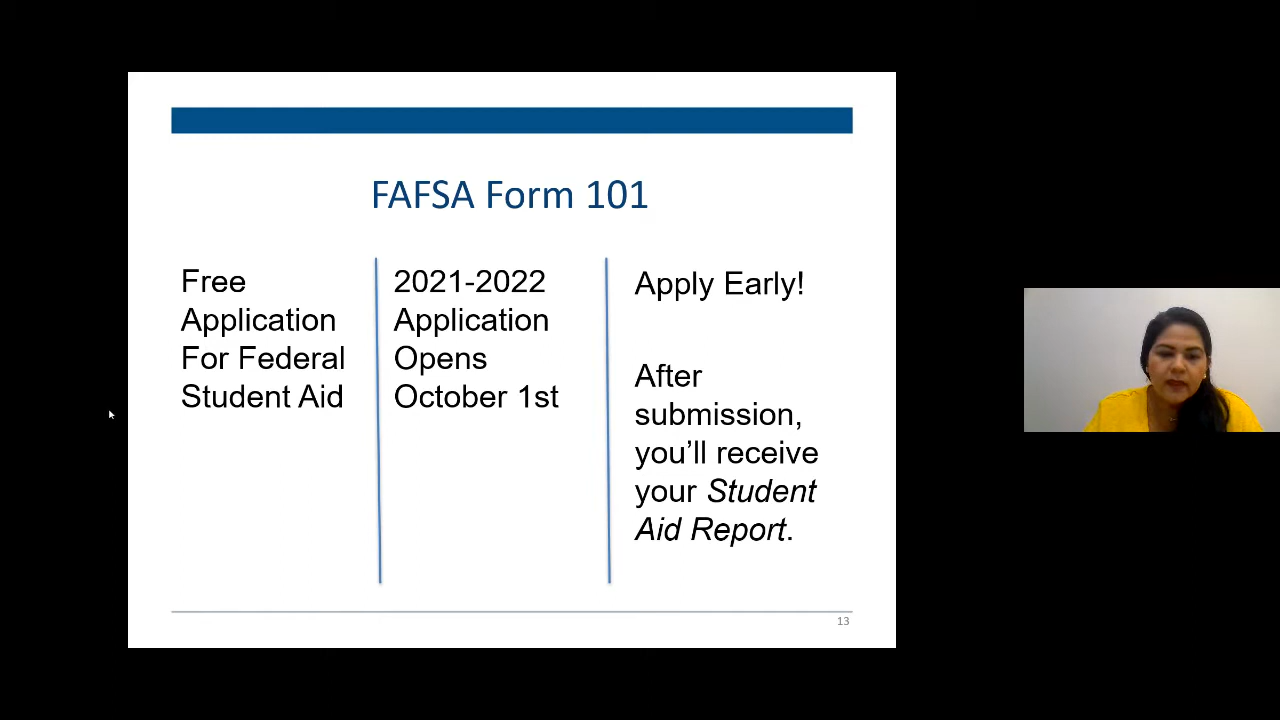 FAFSA Form 101
Free
Application
For Federal
Student Aid
2021-2022
Application
Opens
October 1st
Apply Early!
After
submission,
you’ll receive
your Student
Aid Report.
13